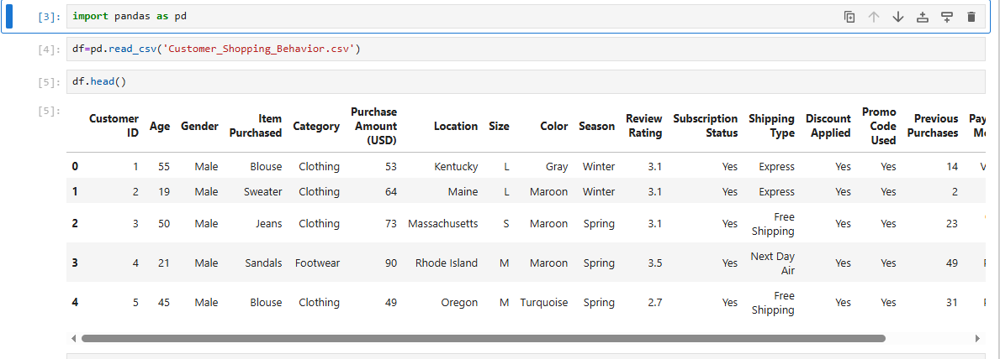 [3]: import pandas as pd
[4]: df=pd.read_csv('Customer_Shopping_Behavior.csv')
[5]: df.head()
[5]:
Customer ID Age Gender Item Purchased Category Purchase Amount (USD) Location Size Color Season Review Rating Subscription Status Shipping Type Discount Applied Promo Code Used Previous Purchases
0 1 55 Male Blouse Clothing 53 Kentucky L Gray Winter 3.1 Yes Express Yes Yes 14
1 2 19 Male Sweater Clothing 64 Maine L Maroon Winter 3.1 Yes Express Yes Yes 2
2 3 50 Male Jeans Clothing 73 Massachusetts S Maroon Spring 3.1 Yes Free Shipping Yes Yes 23
3 4 21 Male Sandals Footwear 90 Rhode Island M Maroon Spring 3.5 Yes Next Day Air Yes Yes 49
4 5 45 Male Blouse Clothing 49 Oregon M Turquoise Spring 2.7 Yes Free Shipping Yes Yes 31